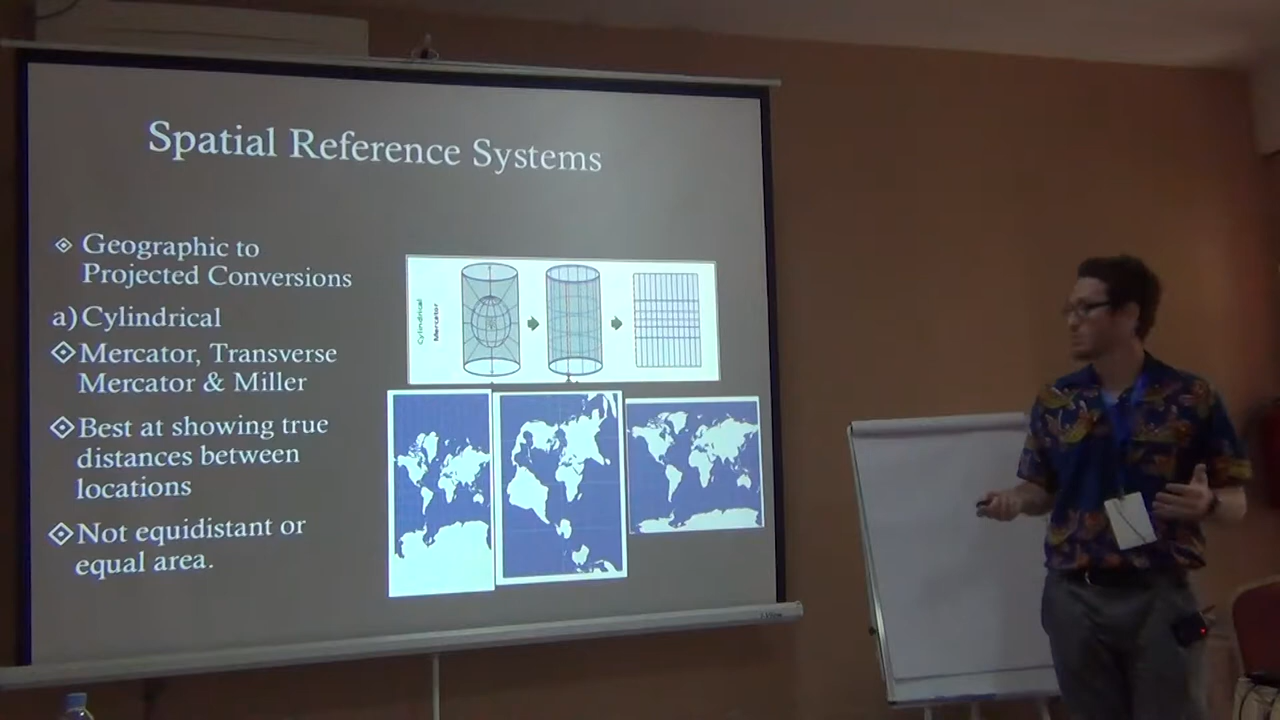 Spatial Reference Systems
Geographic to
Projected Conversions
a) Cylindrical
Mercator, Transverse
Mercator & Miller
Best at showing true
distances between
locations
Not equidistant or
equal area.
Cylindrical
Mercator